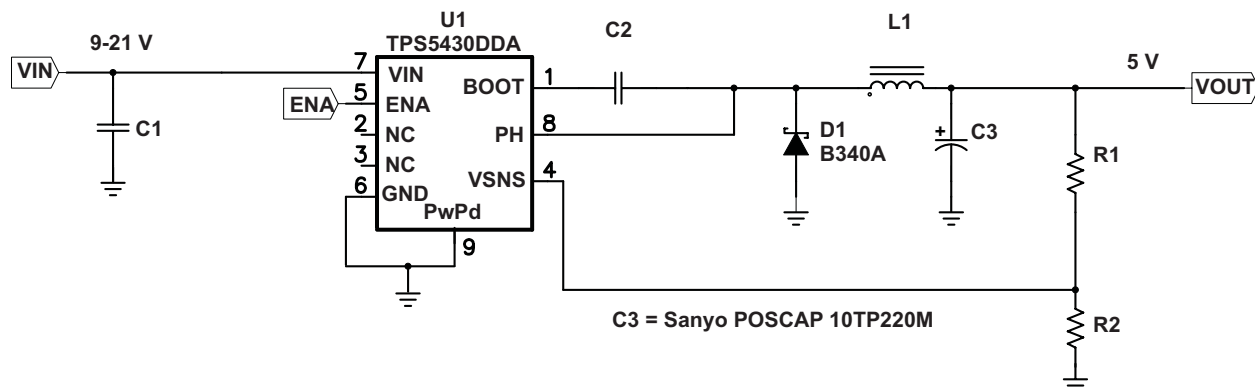 U1
TPS5430DDA
C2
L1
9-21 V
5 V
VIN
7
VIN
BOOT
1
VOUT
ENA
5
ENA
C1
2
NC
PH
8
D1
B340A
+
C3
3
NC
R1
VSNS
4
6
GND
PwPd
9
C3 = Sanyo POSCAP 10TP220M
R2